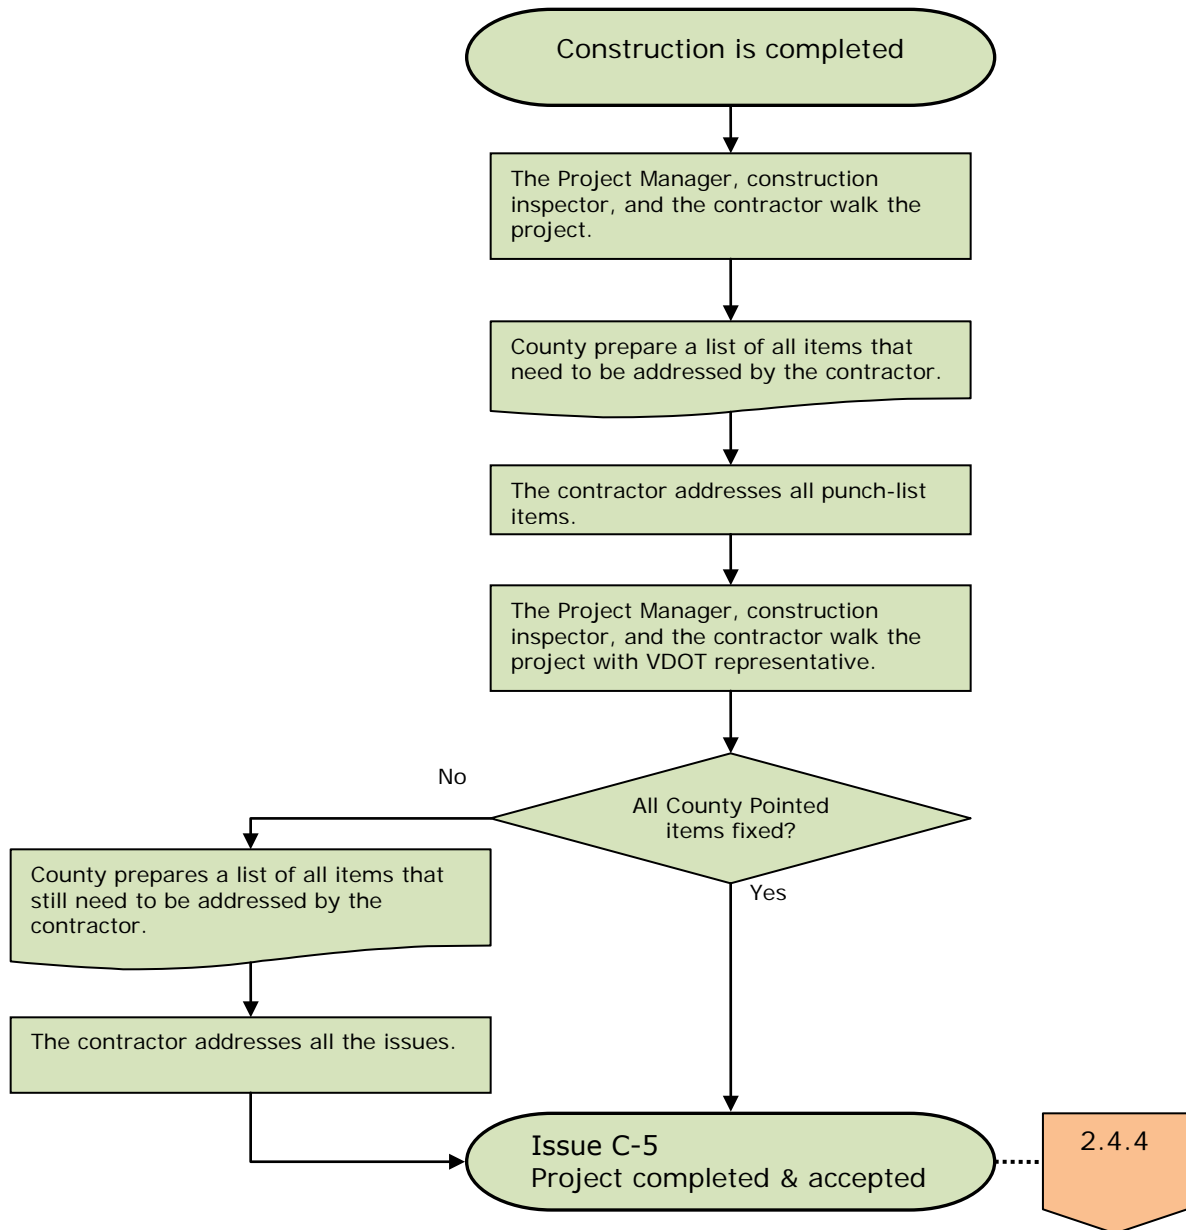 Construction is completed
The Project Manager, construction
inspector, and the contractor walk the
project.
County prepare a list of all items that
need to be addressed by the contractor.
The contractor addresses all punch-list
items.
The Project Manager, construction
inspector, and the contractor walk the
project with VDOT representative.
No
All County Pointed
items fixed?
Yes
County prepares a list of all items that
still need to be addressed by the
contractor.
The contractor addresses all the issues.
Issue C-5
Project completed & accepted
2.4.4